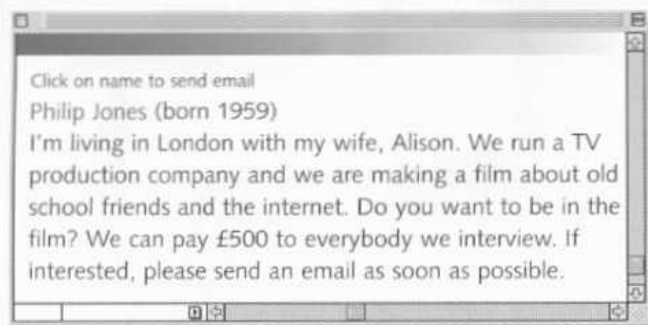 Click on name to send email
Philip Jones (born 1959)
I'm living in London with my wife, Alison. We run a TV
production company and we are making a film about old
school friends and the internet. Do you want to be in the
film? We can pay £500 to everybody we interview. If
interested, please send an email as soon as possible.